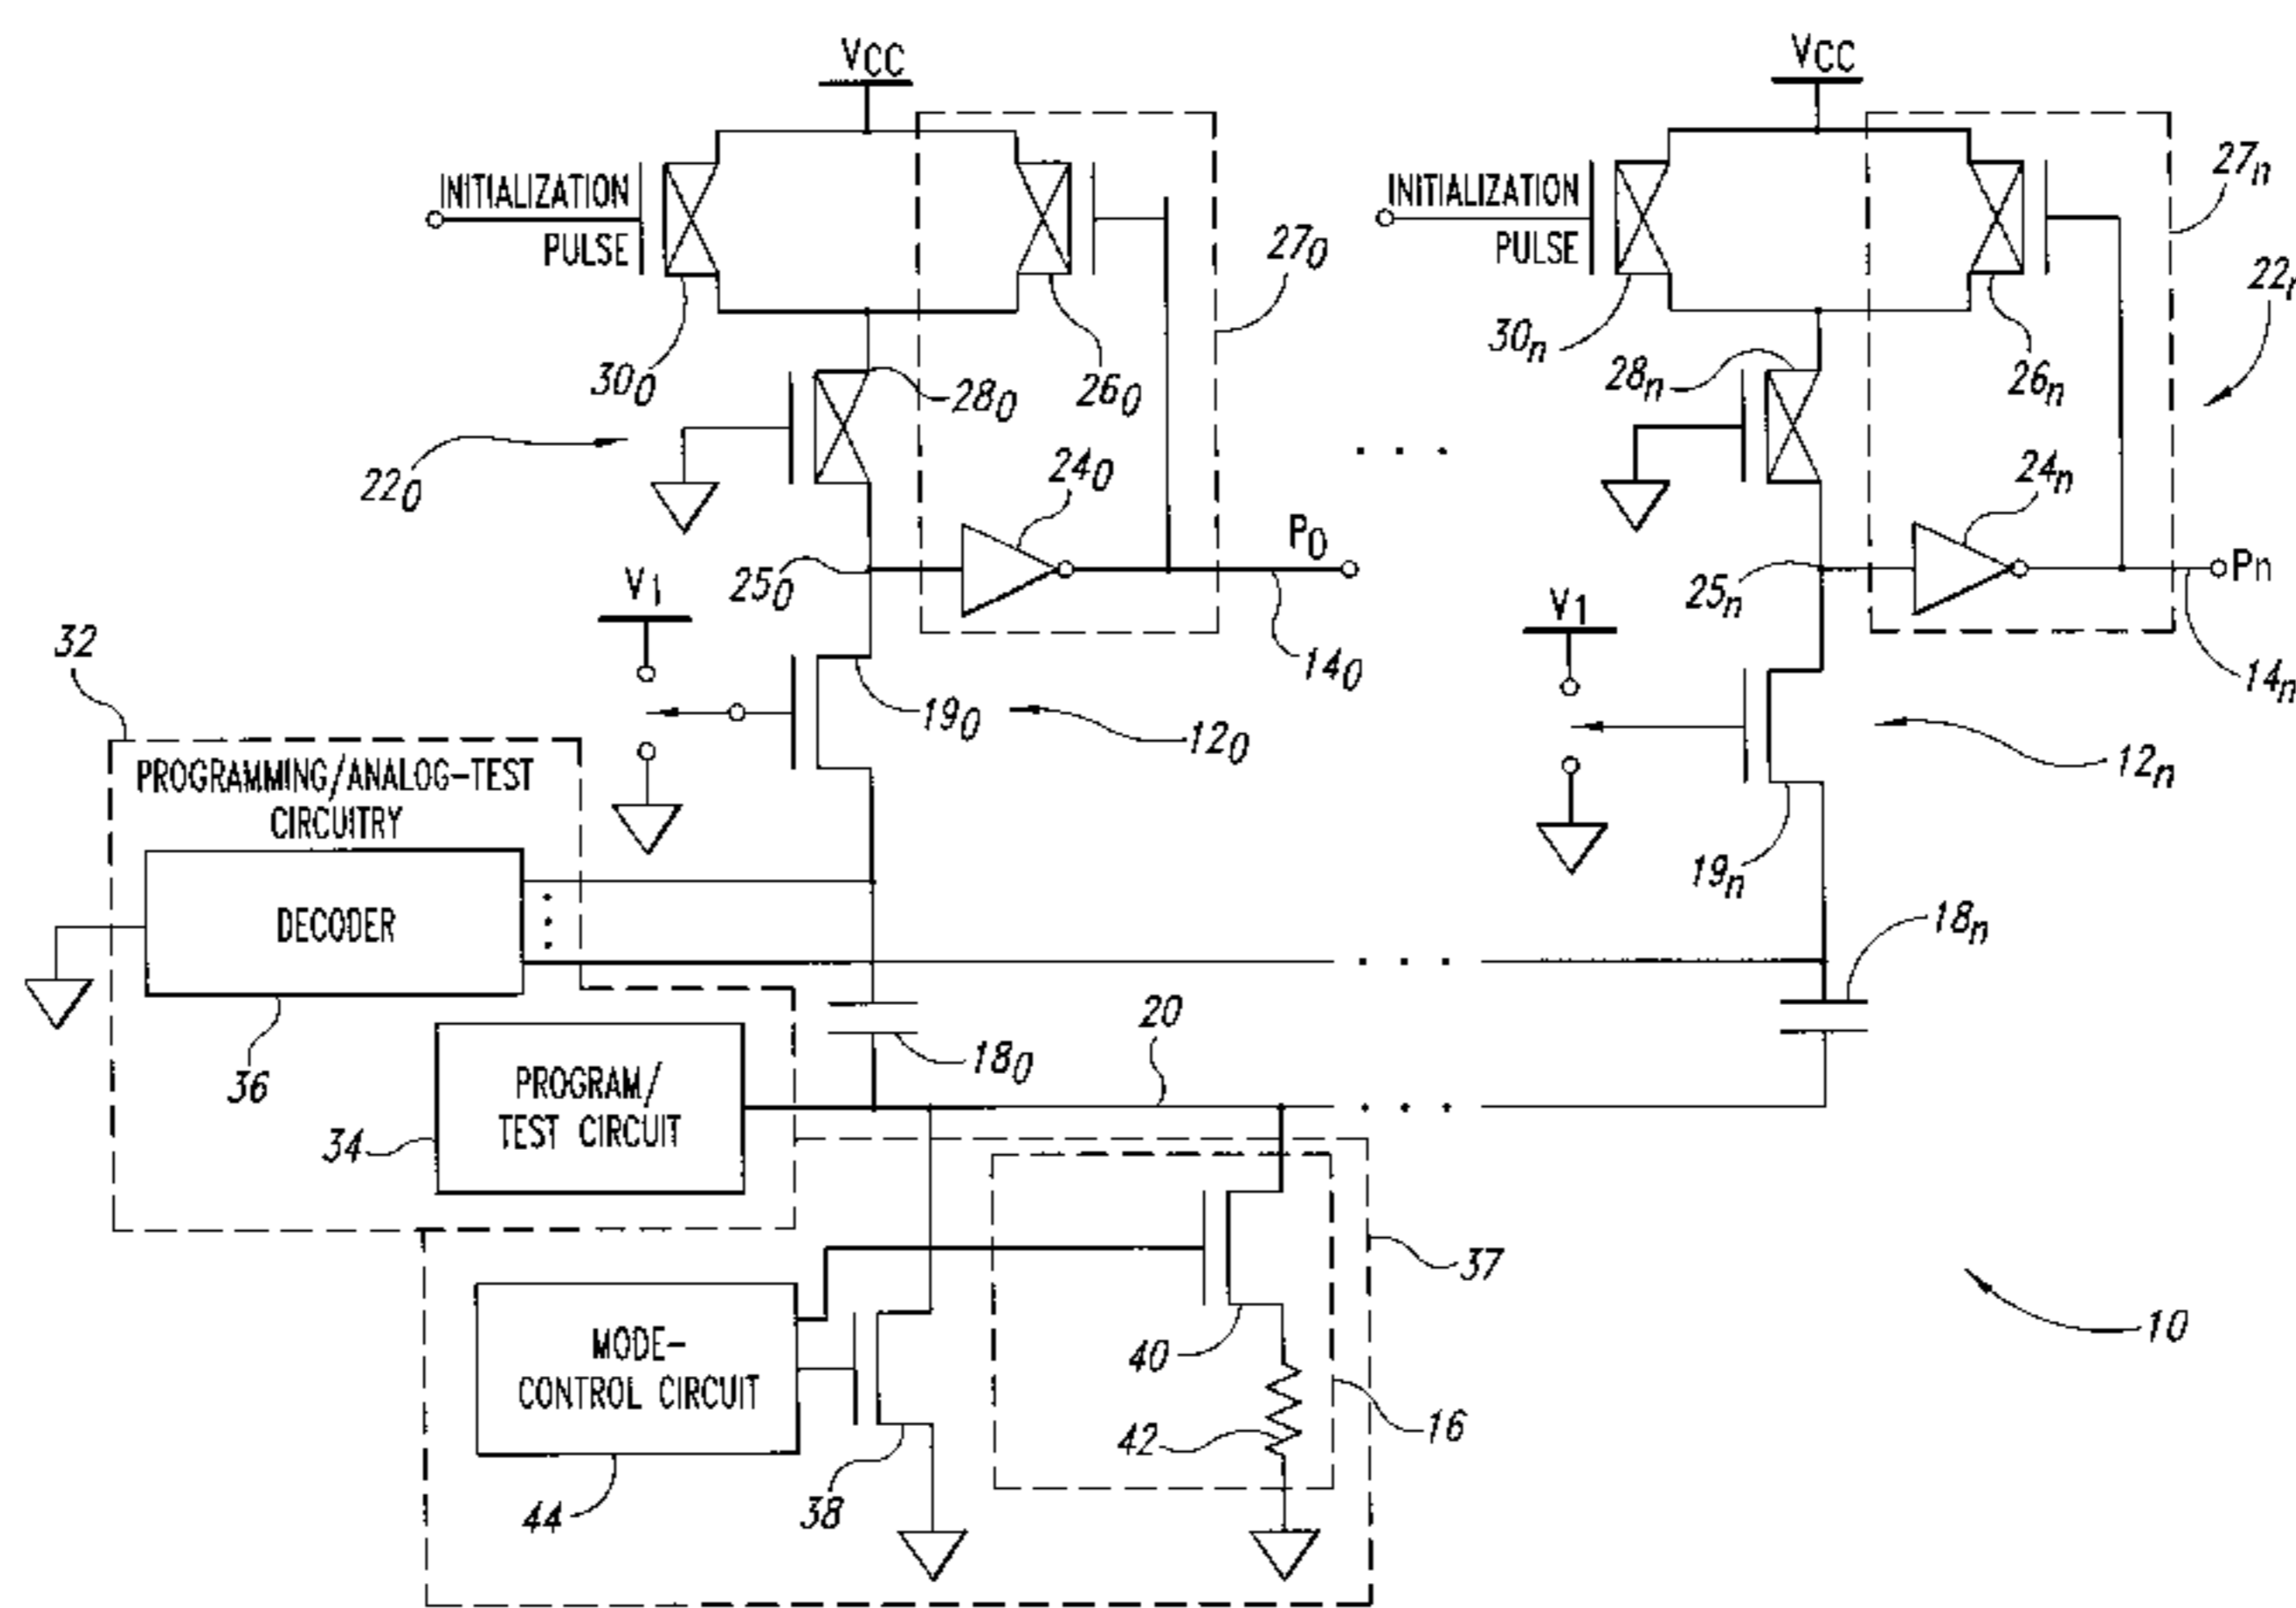 VCC
VCC
INITIALIZATION
PULSE
INITIALIZATION
PULSE
27₀
27ₙ
22ₙ
30₀
28₀
26₀
30ₙ
28ₙ
26ₙ
22₀
24₀
24ₙ
25₀
P₀
25ₙ
Pn
V1
V1
14₀
14ₙ
32
19₀
12₀
12ₙ
PROGRAMMING/ANALOG-TEST
CIRCUITRY
19ₙ
DECODER
18ₙ
36
18₀
20
PROGRAM/
TEST CIRCUIT
34
37
MODE-
CONTROL CIRCUIT
40
10
42
16
44
38